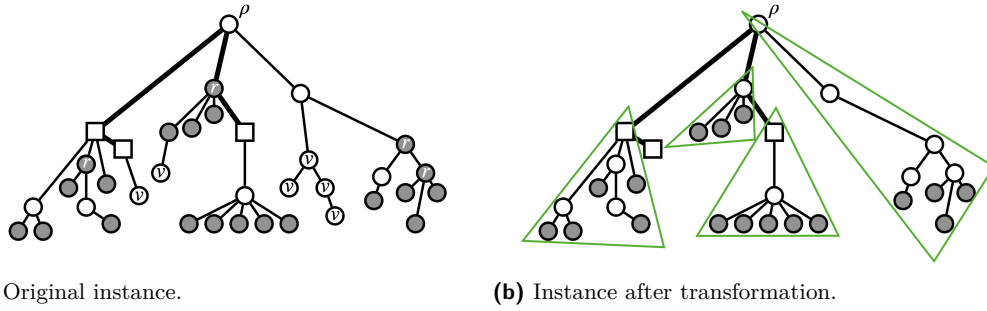 ρ ρ
r
r r
r
v
v v
v v
Original instance. (b) Instance after transformation.